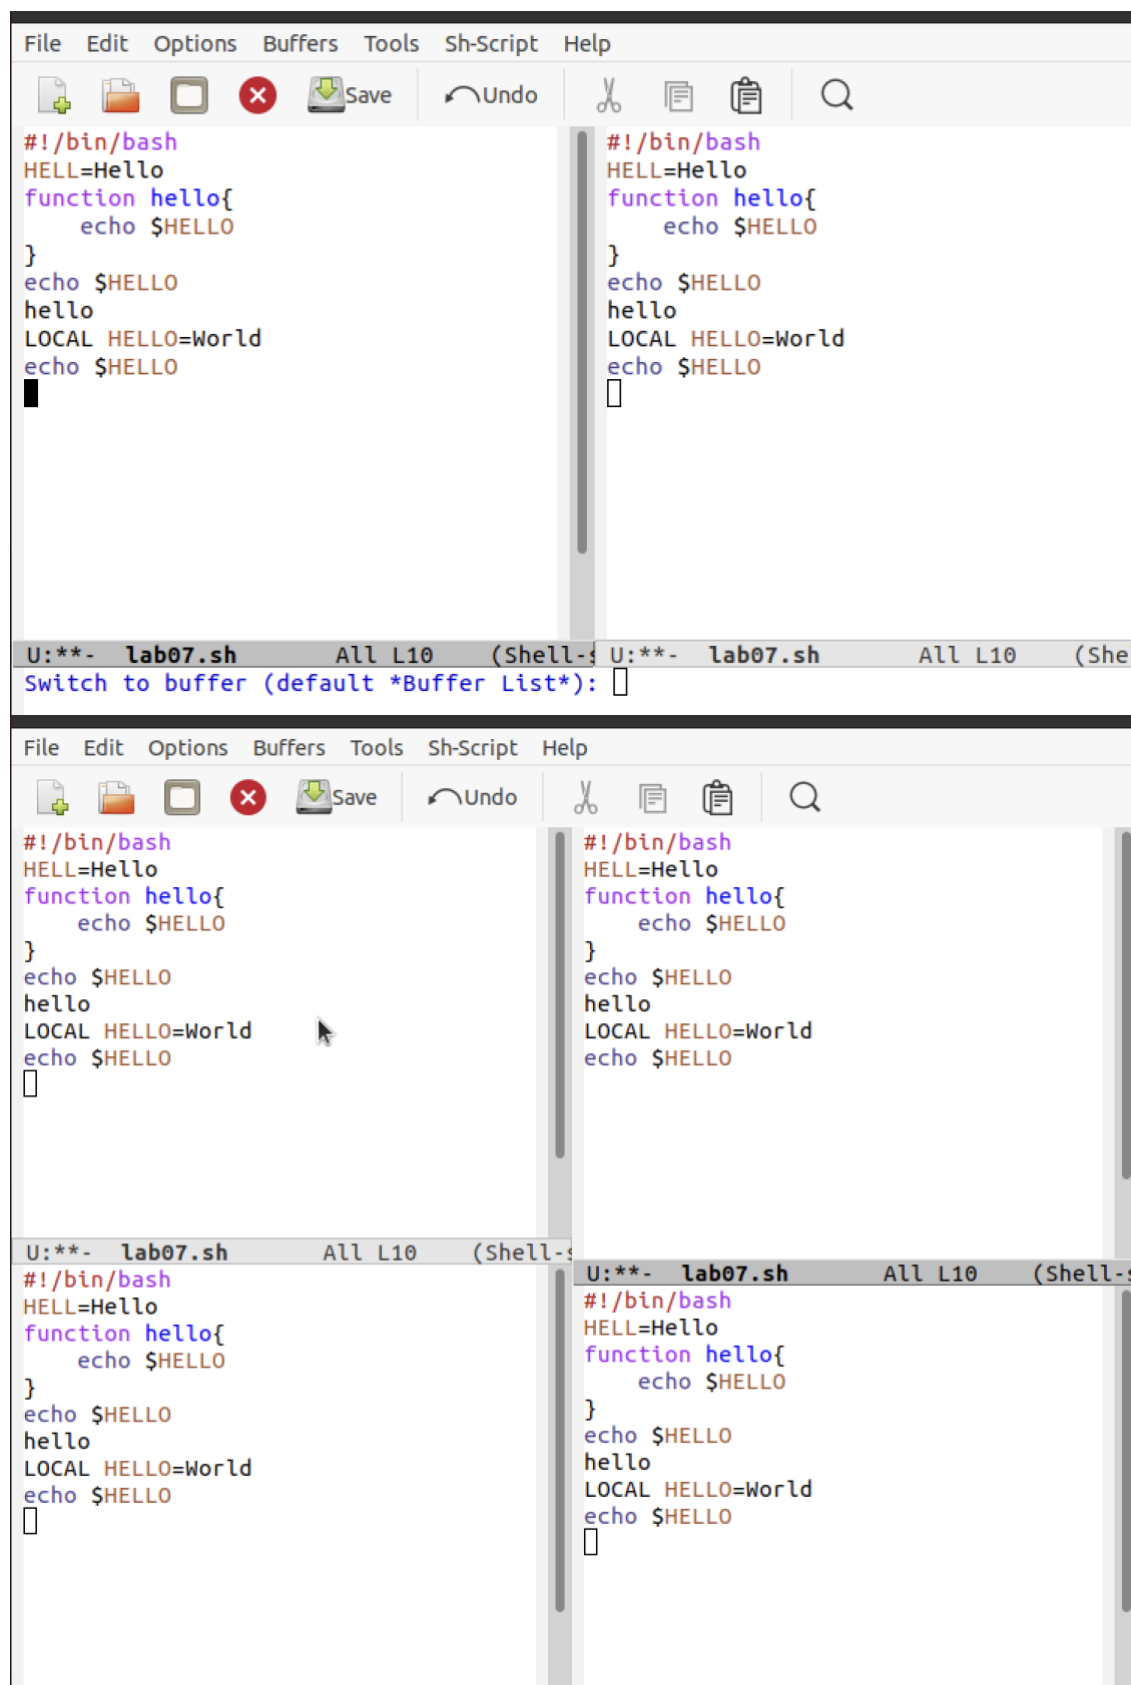 File Edit Options Buffers Tools Sh-Script Help
Save Undo
#!/bin/bash
HELL=Hello
function hello{
    echo $HELLO
}
echo $HELLO
hello
LOCAL HELLO=World
echo $HELLO
U:**- lab07.sh All L10 (Shell-s
#!/bin/bash
HELL=Hello
function hello{
    echo $HELLO
}
echo $HELLO
hello
LOCAL HELLO=World
echo $HELLO
U:**- lab07.sh All L10 (She
Switch to buffer (default *Buffer List*):
File Edit Options Buffers Tools Sh-Script Help
Save Undo
#!/bin/bash
HELL=Hello
function hello{
    echo $HELLO
}
echo $HELLO
hello
LOCAL HELLO=World
echo $HELLO
U:**- lab07.sh All L10 (Shell-s
#!/bin/bash
HELL=Hello
function hello{
    echo $HELLO
}
echo $HELLO
hello
LOCAL HELLO=World
echo $HELLO
U:**- lab07.sh All L10 (Shell-s
#!/bin/bash
HELL=Hello
function hello{
    echo $HELLO
}
echo $HELLO
hello
LOCAL HELLO=World
echo $HELLO
#!/bin/bash
HELL=Hello
function hello{
    echo $HELLO
}
echo $HELLO
hello
LOCAL HELLO=World
echo $HELLO